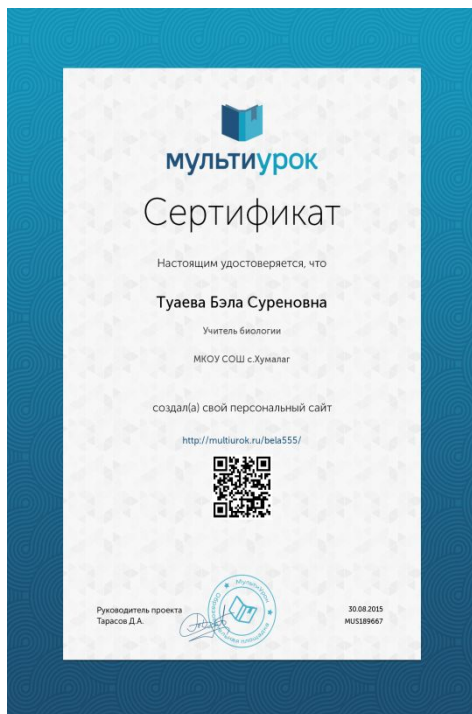 мультиурок
Сертификат
Настоящим удостоверяется, что
Туаева Бэла Суреновна
Учитель биологии
МКОУ СОШ с.Хумалаг
создал(а) свой персональный сайт
http://multiurok.ru/bela555/
Мультиурок
Руководитель проекта
Тарасов Д.А.
30.08.2015
MUS189667